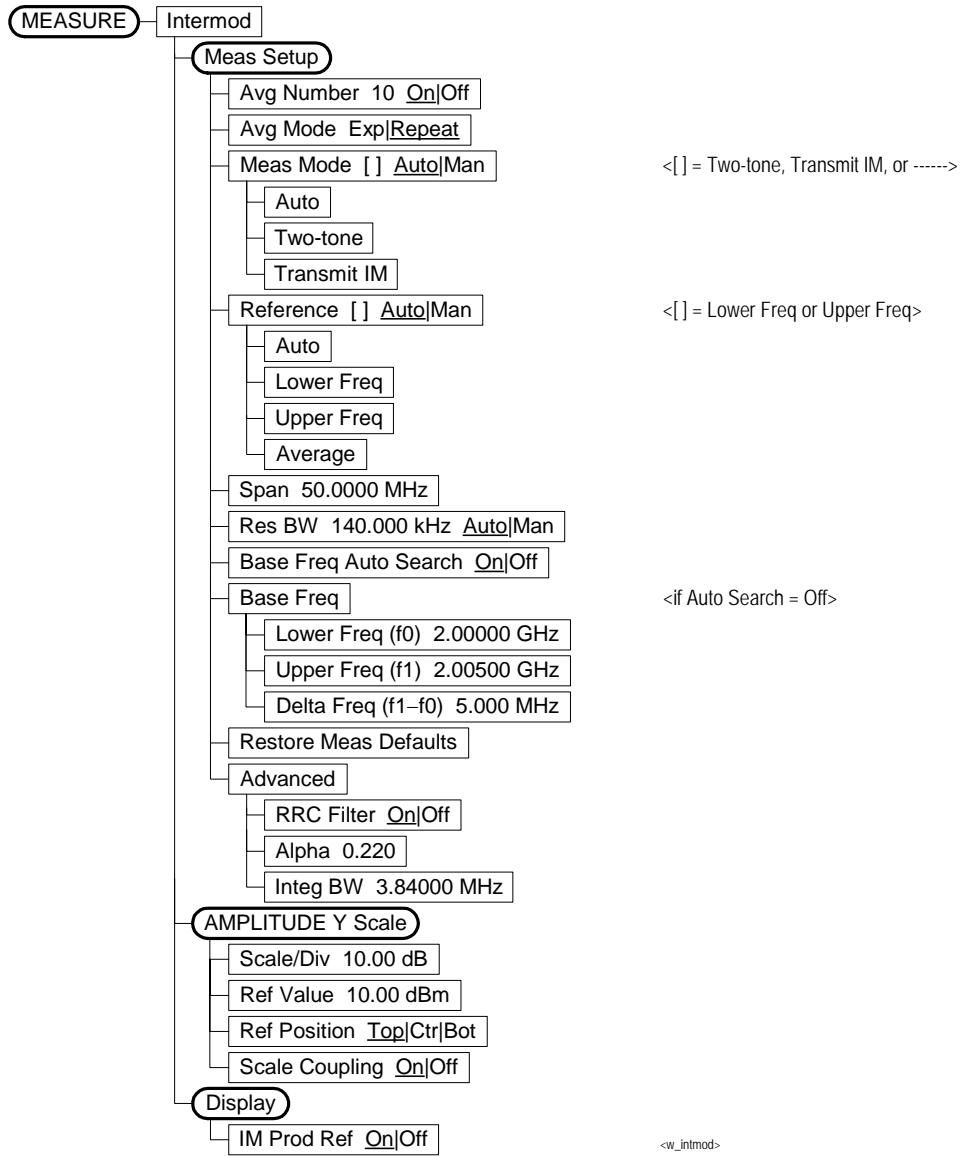 MEASURE Intermod
Meas Setup
Avg Number 10 On|Off
Avg Mode Exp|Repeat
Meas Mode [ ] Auto|Man <[ ] = Two-tone, Transmit IM, or ------>
Auto
Two-tone
Transmit IM
Reference [ ] Auto|Man <[ ] = Lower Freq or Upper Freq>
Auto
Lower Freq
Upper Freq
Average
Span 50.0000 MHz
Res BW 140.000 kHz Auto|Man
Base Freq Auto Search On|Off
Base Freq <if Auto Search = Off>
Lower Freq (f0) 2.00000 GHz
Upper Freq (f1) 2.00500 GHz
Delta Freq (f1−f0) 5.000 MHz
Restore Meas Defaults
Advanced
RRC Filter On|Off
Alpha 0.220
Integ BW 3.84000 MHz
AMPLITUDE Y Scale
Scale/Div 10.00 dB
Ref Value 10.00 dBm
Ref Position Top|Ctr|Bot
Scale Coupling On|Off
Display
IM Prod Ref On|Off <w_intmod>